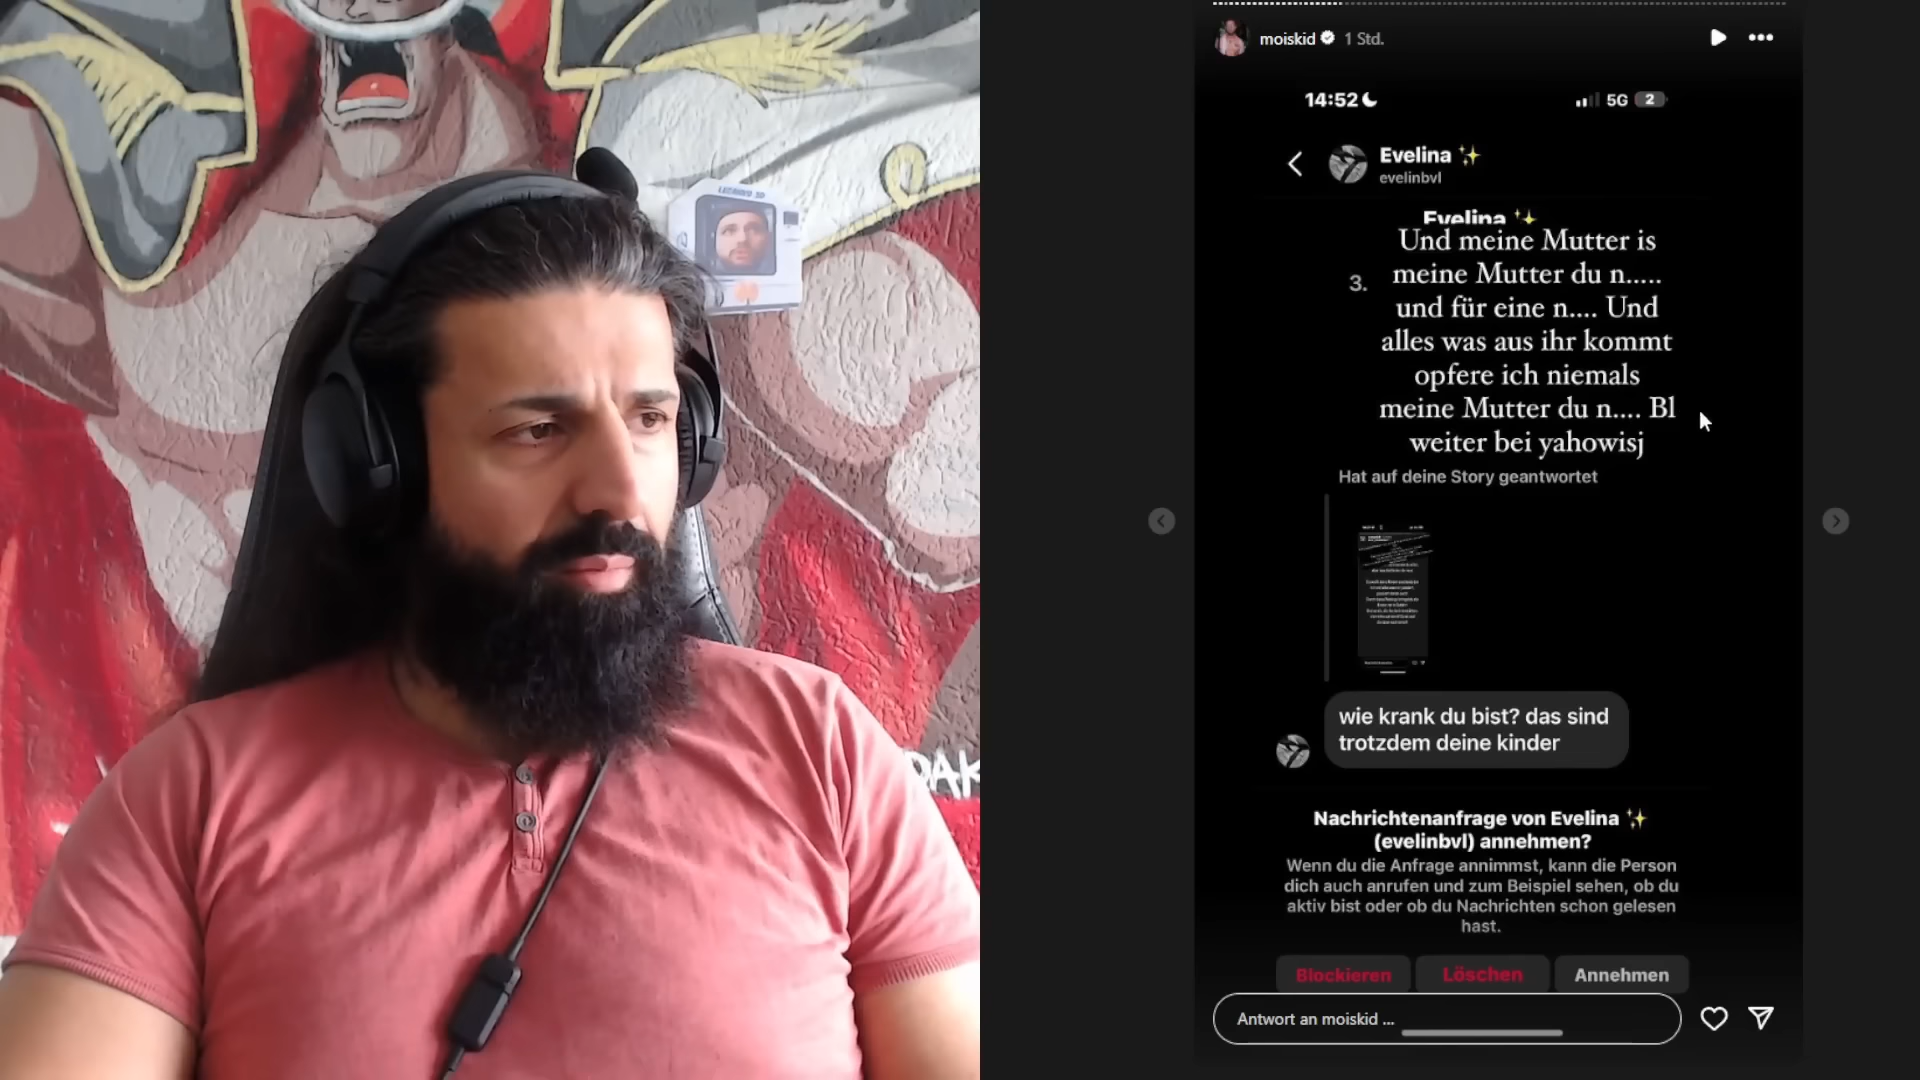 LEGENDEN 3D
DAK
moiskid
1 Std.
14:52
5G
2
Evelina ✨
evelinbvl
Evelina ✨
3.
Und meine Mutter is
meine Mutter du n.....
und für eine n.... Und
alles was aus ihr kommt
opfere ich niemals
meine Mutter du n.... Bl
weiter bei yahowisj
Hat auf deine Story geantwortet
wie krank du bist? das sind
trotzdem deine kinder
Nachrichtenanfrage von Evelina ✨
(evelinbvl) annehmen?
Wenn du die Anfrage annimmst, kann die Person
dich auch anrufen und zum Beispiel sehen, ob du
aktiv bist oder ob du Nachrichten schon gelesen
hast.
Blockieren
Löschen
Annehmen
Antwort an moiskid ...